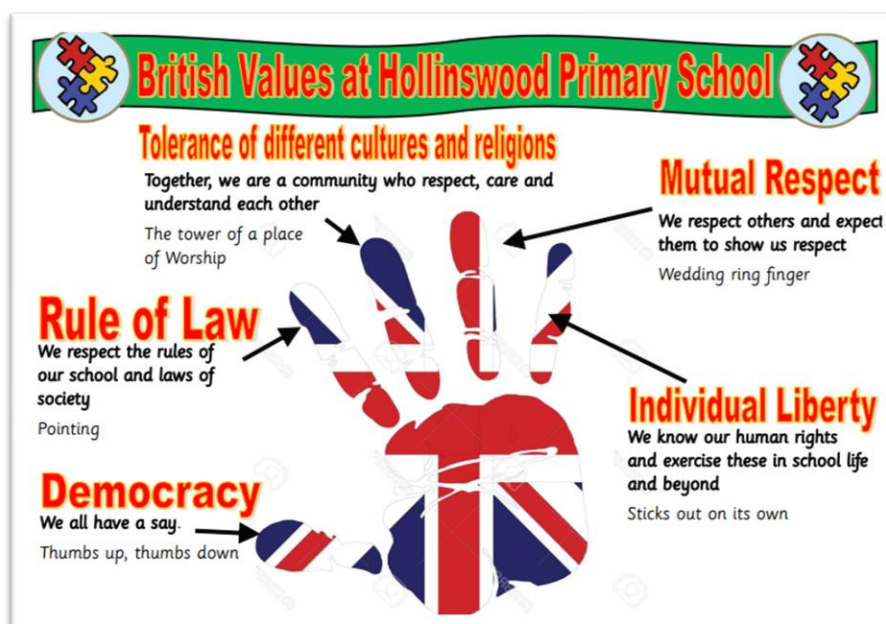 British Values at Hollinswood Primary School
Tolerance of different cultures and religions
Together, we are a community who respect, care and
understand each other
The tower of a place
of Worship
Mutual Respect
We respect others and expect
them to show us respect
Wedding ring finger
Rule of Law
We respect the rules of
our school and laws of
society
Pointing
Individual Liberty
We know our human rights
and exercise these in school life
and beyond
Sticks out on its own
Democracy
We all have a say.
Thumbs up, thumbs down